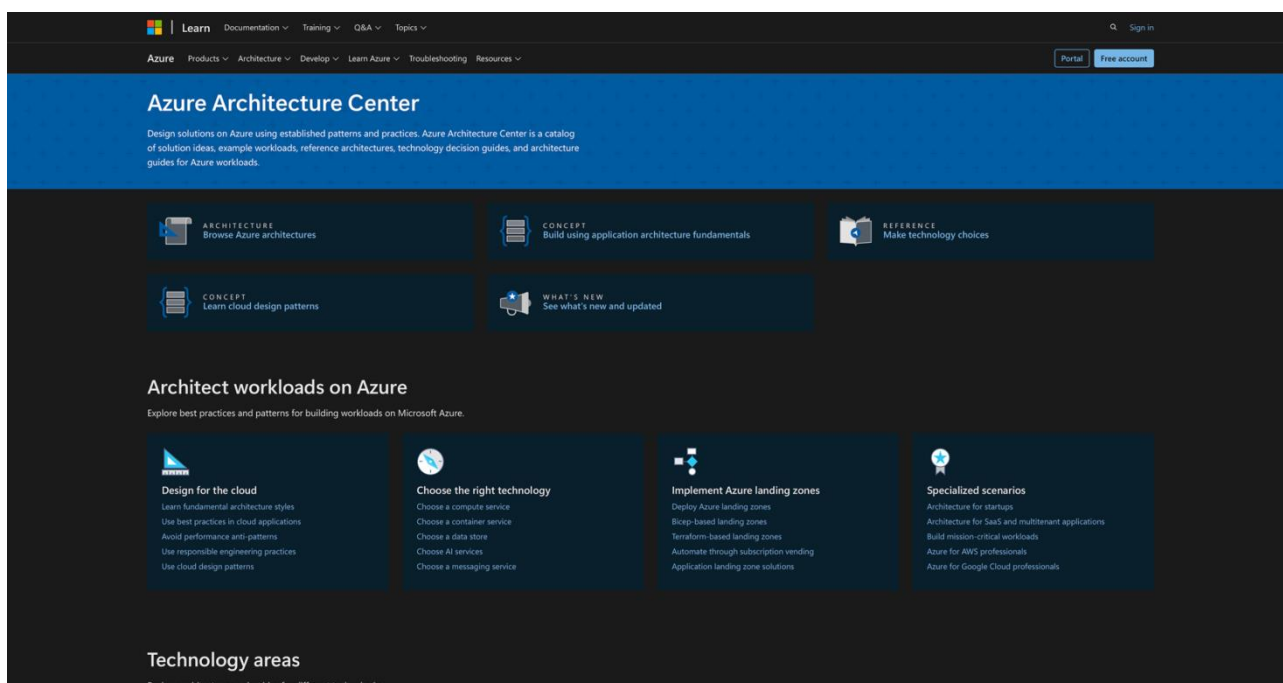 Learn Documentation Training Q&A Topics Sign in
Azure Products Architecture Develop Learn Azure Troubleshooting Resources Portal Free account
Azure Architecture Center
Design solutions on Azure using established patterns and practices. Azure Architecture Center is a catalog
of solution ideas, example workloads, reference architectures, technology decision guides, and architecture
guides for Azure workloads.
ARCHITECTURE
Browse Azure architectures
CONCEPT
Build using application architecture fundamentals
REFERENCE
Make technology choices
CONCEPT
Learn cloud design patterns
WHAT'S NEW
See what's new and updated
Architect workloads on Azure
Explore best practices and patterns for building workloads on Microsoft Azure.
Design for the cloud
Learn fundamental architecture styles
Use best practices in cloud applications
Avoid performance anti-patterns
Use responsible engineering practices
Use cloud design patterns
Choose the right technology
Choose a compute service
Choose a container service
Choose a data store
Choose AI services
Choose a messaging service
Implement Azure landing zones
Deploy Azure landing zones
Bicep-based landing zones
Terraform-based landing zones
Automate through subscription vending
Application landing zone solutions
Specialized scenarios
Architecture for startups
Architecture for SaaS and multitenant applications
Build mission-critical workloads
Azure for AWS professionals
Azure for Google Cloud professionals
Technology areas